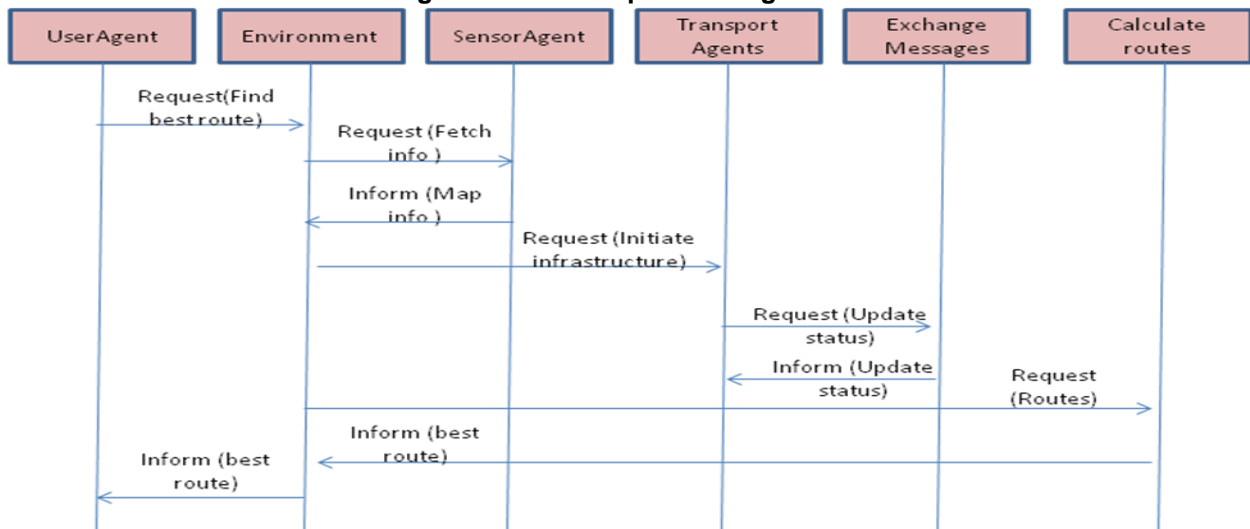 UserAgent
Environment
SensorAgent
Transport
Agents
Exchange
Messages
Calculate
routes
Request(Find
best route)
Request (Fetch
info )
Inform (Map
info )
Request (Initiate
infrastructure)
Request (Update
status)
Inform (Update
status)
Request
(Routes)
Inform (best
route)
Inform (best
route)